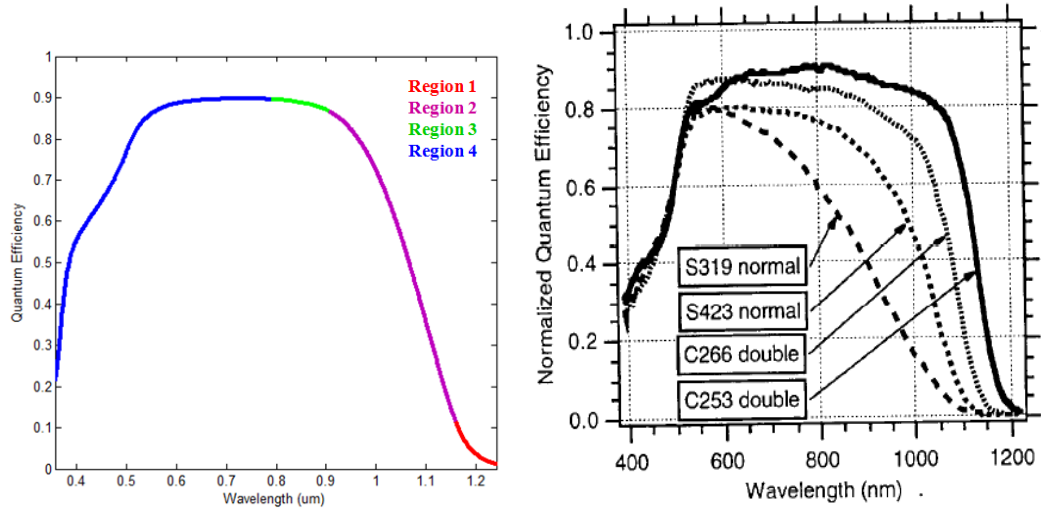 1
0.9
0.8
0.7
0.6
0.5
0.4
0.3
0.2
0.1
0
Quantum Efficiency
Region 1
Region 2
Region 3
Region 4
0.4 0.5 0.6 0.7 0.8 0.9 1 1.1 1.2
Wavelength (um)
1.0
0.8
0.6
0.4
0.2
0.0
Normalized Quantum Efficiency
S319 normal
S423 normal
C266 double
C253 double
400 600 800 1000 1200
Wavelength (nm)